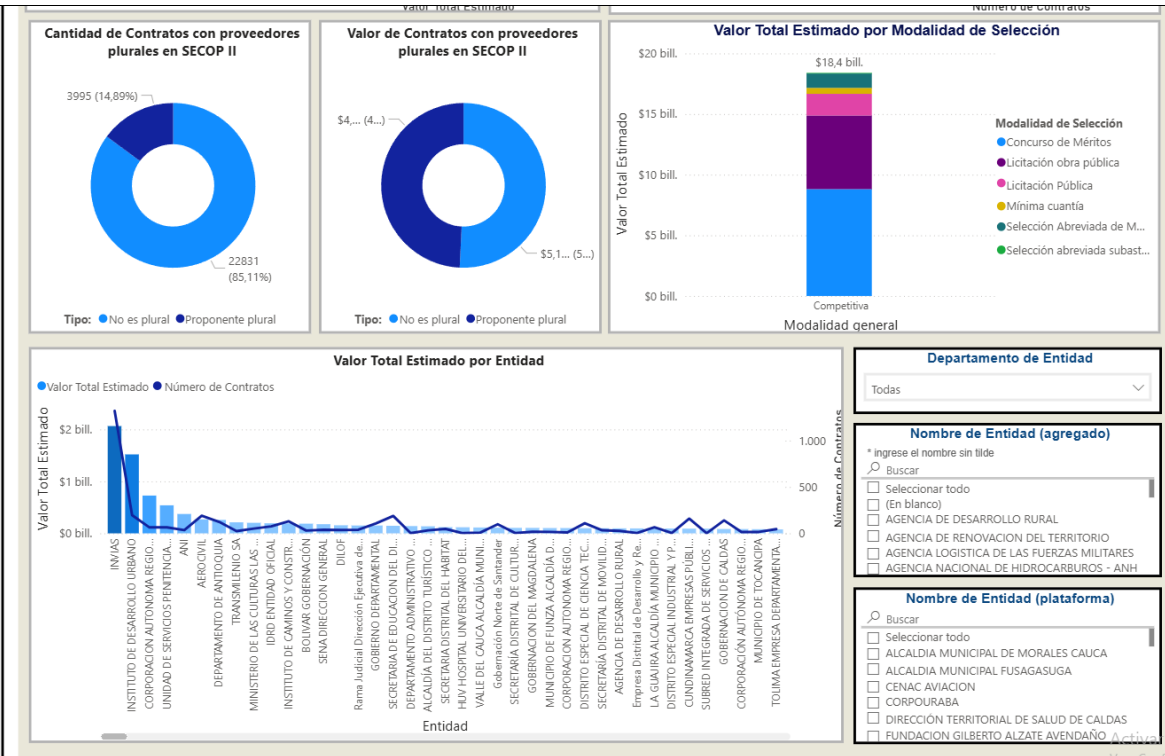 Valor Total Estimado
Número de Contratos
Cantidad de Contratos con proveedores
plurales en SECOP II
3995 (14,89%)
22831
(85,11%)
Tipo: No es plural Proponente plural
Valor de Contratos con proveedores
plurales en SECOP II
$4,... (4...)
$5,1... (5...)
Tipo: No es plural Proponente plural
Valor Total Estimado por Modalidad de Selección
Valor Total Estimado
$20 bill.
$15 bill.
$10 bill.
$5 bill.
$0 bill.
$18,4 bill.
Competitiva
Modalidad general
Modalidad de Selección
Concurso de Méritos
Licitación obra pública
Licitación Pública
Mínima cuantía
Selección Abreviada de M...
Selección abreviada subast...
Valor Total Estimado por Entidad
Valor Total Estimado Número de Contratos
Valor Total Estimado
$2 bill.
$1 bill.
$0 bill.
1.000
500
0
Número de Contratos
INVIAS
INSTITUTO DE DESARROLLO URBANO
CORPORACION AUTONOMA REGIO...
UNIDAD DE SERVICIOS PENITENCIA...
ANI
AEROCIVIL
DEPARTAMENTO DE ANTIOQUIA
TRANSMILENIO SA
MINISTERIO DE LAS CULTURAS LAS ...
IDRD ENTIDAD OFICIAL
INSTITUTO DE CAMINOS Y CONSTR...
BOLIVAR GOBERNACIÓN
SENA DIRECCION GENERAL
DILOF
Rama Judicial Dirección Ejecutiva de...
GOBIERNO DEPARTAMENTAL
SECRETARIA DE EDUCACION DEL DI...
DEPARTAMENTO ADMINISTRATIVO ...
ALCALDÍA DEL DISTRITO TURÍSTICO ...
SECRETARIA DISTRITAL DEL HABITAT
HUV HOSPITAL UNIVERSITARIO DEL...
VALLE DEL CAUCA ALCALDÍA MUNI...
Gobernación Norte de Santander
SECRETARÍA DISTRITAL DE CULTUR...
GOBERNACION DEL MAGDALENA
MUNICIPIO DE FUNZA ALCALDÍA D...
CORPORACION AUTONOMA REGIO...
DISTRITO ESPECIAL DE CIENCIA TEC...
SECRETARÍA DISTRITAL DE MOVILID...
AGENCIA DE DESARROLLO RURAL
Empresa Distrital de Desarrollo y Re...
LA GUAJIRA ALCALDÍA MUNICIPIO ...
DISTRITO ESPECIAL INDUSTRIAL Y P...
CUNDINAMARCA EMPRESAS PÚBLI...
SUBRED INTEGRADA DE SERVICIOS ...
GOBERNACION DE CALDAS
CORPORACIÓN AUTÓNOMA REGIO...
MUNICIPIO DE TOCANCIPA
TOLIMA EMPRESA DEPARTAMENTA...
Entidad
Departamento de Entidad
Todas
Nombre de Entidad (agregado)
* ingrese el nombre sin tilde
Buscar
Seleccionar todo
(En blanco)
AGENCIA DE DESARROLLO RURAL
AGENCIA DE RENOVACION DEL TERRITORIO
AGENCIA LOGISTICA DE LAS FUERZAS MILITARES
AGENCIA NACIONAL DE HIDROCARBUROS - ANH
Nombre de Entidad (plataforma)
Buscar
Seleccionar todo
ALCALDIA MUNICIPAL DE MORALES CAUCA
ALCALDIA MUNICIPAL FUSAGASUGA
CENAC AVIACION
CORPOURABA
DIRECCIÓN TERRITORIAL DE SALUD DE CALDAS
FUNDACION GILBERTO ALZATE AVENDAÑO